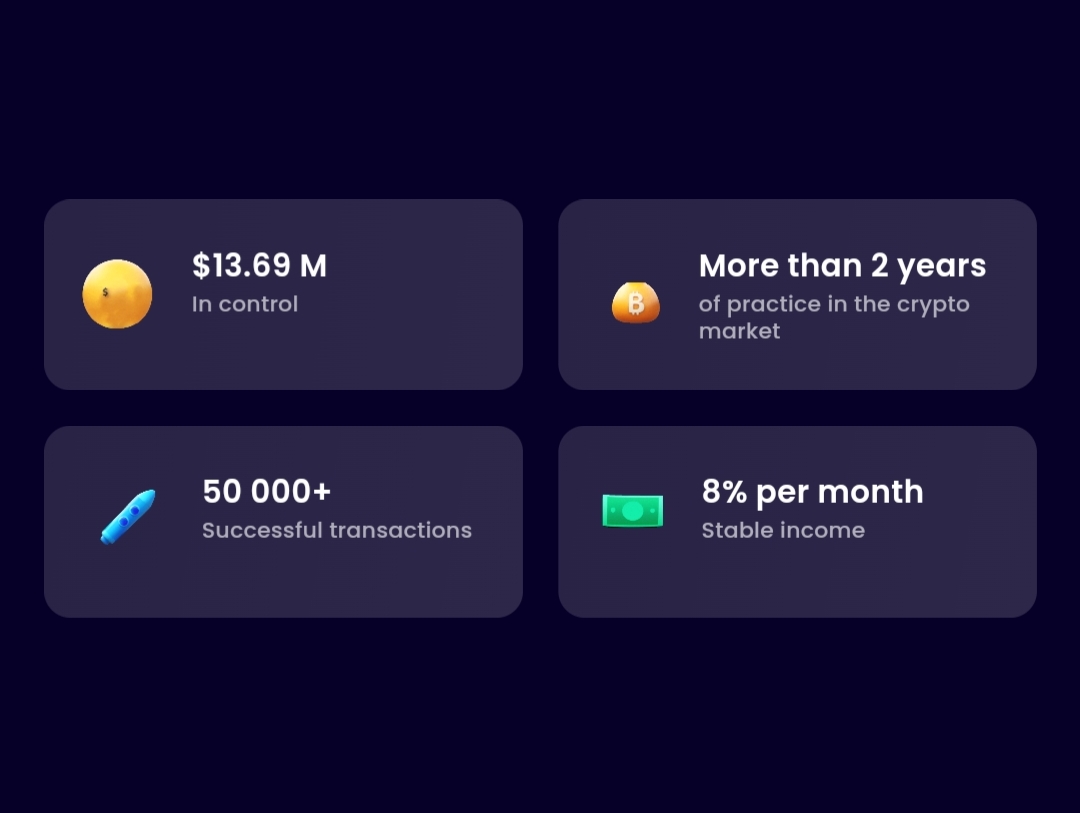 $13.69 M
In control
More than 2 years
of practice in the crypto
market
50 000+
Successful transactions
8% per month
Stable income